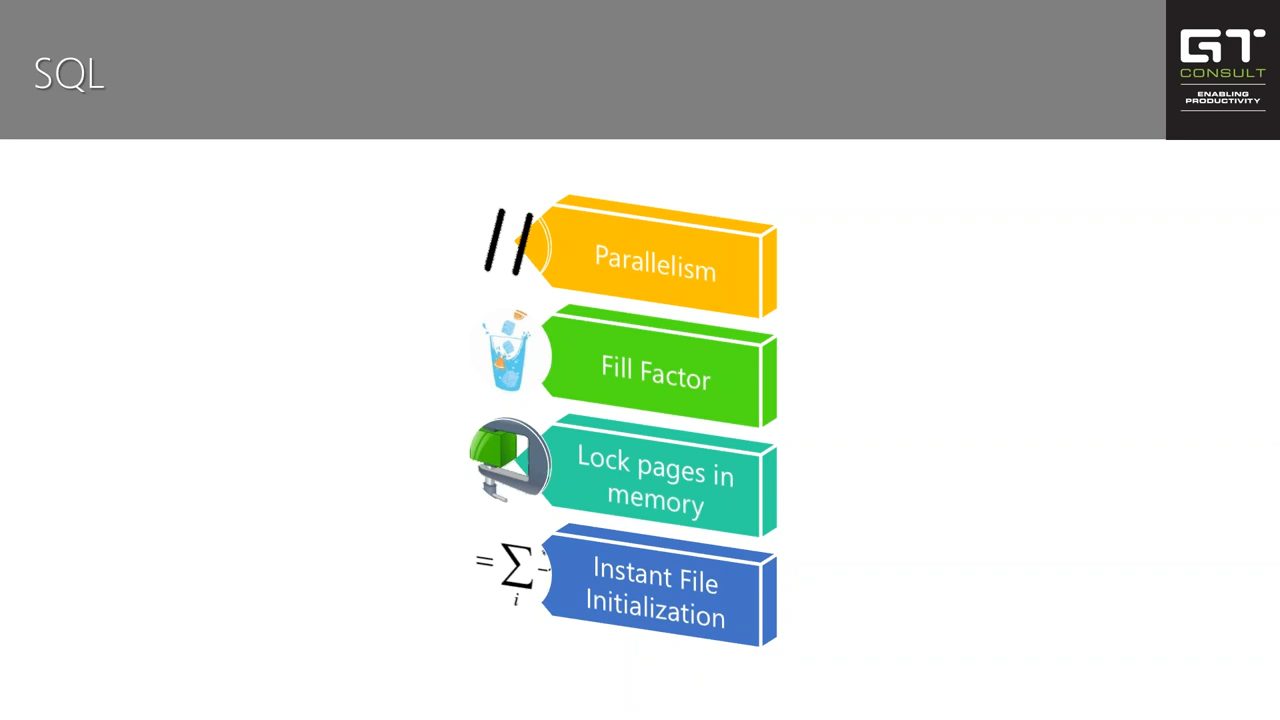 SQL
GT
CONSULT
ENABLING
PRODUCTIVITY
Parallelism
Fill Factor
Lock pages in
memory
= ∑
i
Instant File
Initialization